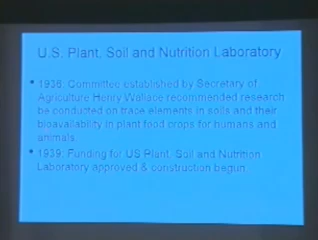 U.S. Plant, Soil and Nutrition Laboratory
• 1936: Committee established by Secretary of
Agriculture Henry Wallace recommended research
be conducted on trace elements in soils and their
bioavailability in plant food crops for humans and
animals
• 1939: Funding for US Plant, Soil and Nutrition
Laboratory approved & construction begun